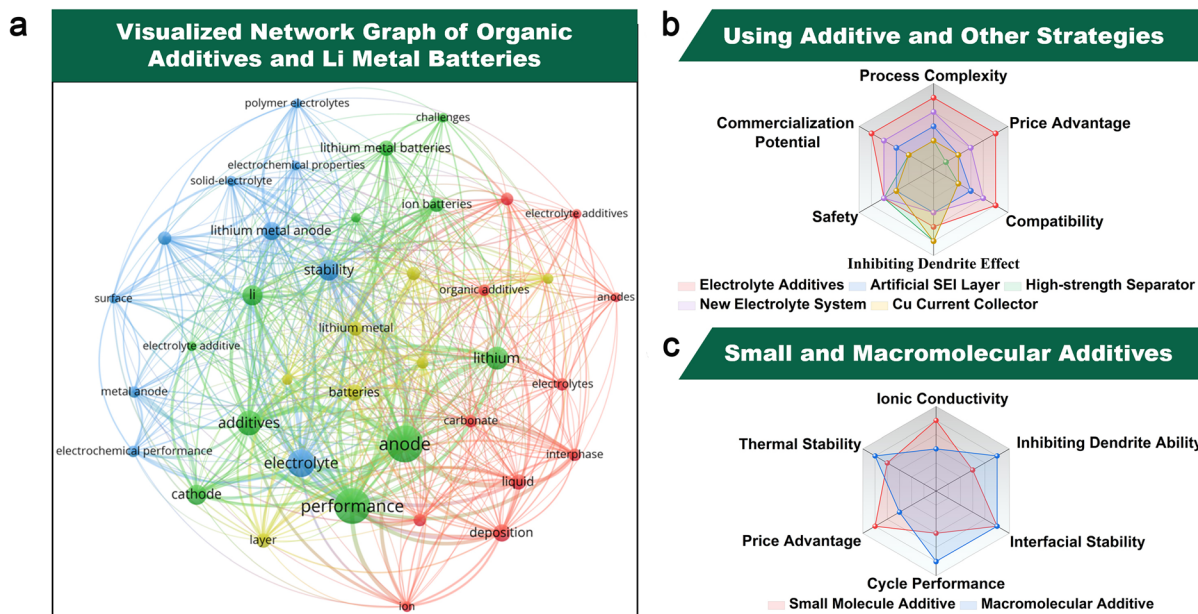 a
Visualized Network Graph of Organic
Additives and Li Metal Batteries
polymer electrolytes
challenges
lithium metal batteries
electrochemical properties
solid-electrolyte
ion batteries
electrolyte additives
lithium metal anode
stability
surface
li
organic additives
anodes
lithium metal
electrolyte additive
lithium
metal anode
batteries
electrolytes
additives
carbonate
anode
electrochemical performance
electrolyte
interphase
cathode
liquid
performance
layer
deposition
ion
b
Using Additive and Other Strategies
Process Complexity
Commercialization
Potential
Price Advantage
Safety
Compatibility
Inhibiting Dendrite Effect
Electrolyte Additives
Artificial SEI Layer
High-strength Separator
New Electrolyte System
Cu Current Collector
c
Small and Macromolecular Additives
Ionic Conductivity
Thermal Stability
Inhibiting Dendrite Ability
Price Advantage
Interfacial Stability
Cycle Performance
Small Molecule Additive
Macromolecular Additive